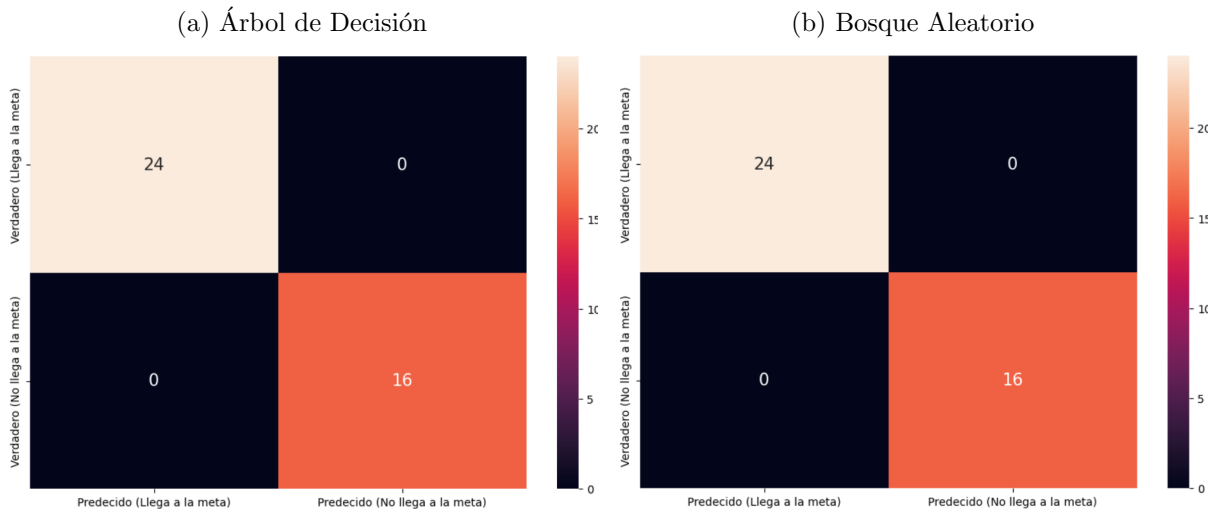 (a) Árbol de Decisión
Verdadero (Llega a la meta)
Verdadero (No llega a la meta)
24
0
0
16
Predecido (Llega a la meta)
Predecido (No llega a la meta)
20
15
10
5
0
(b) Bosque Aleatorio
Verdadero (Llega a la meta)
Verdadero (No llega a la meta)
24
0
0
16
Predecido (Llega a la meta)
Predecido (No llega a la meta)
20
15
10
5
0